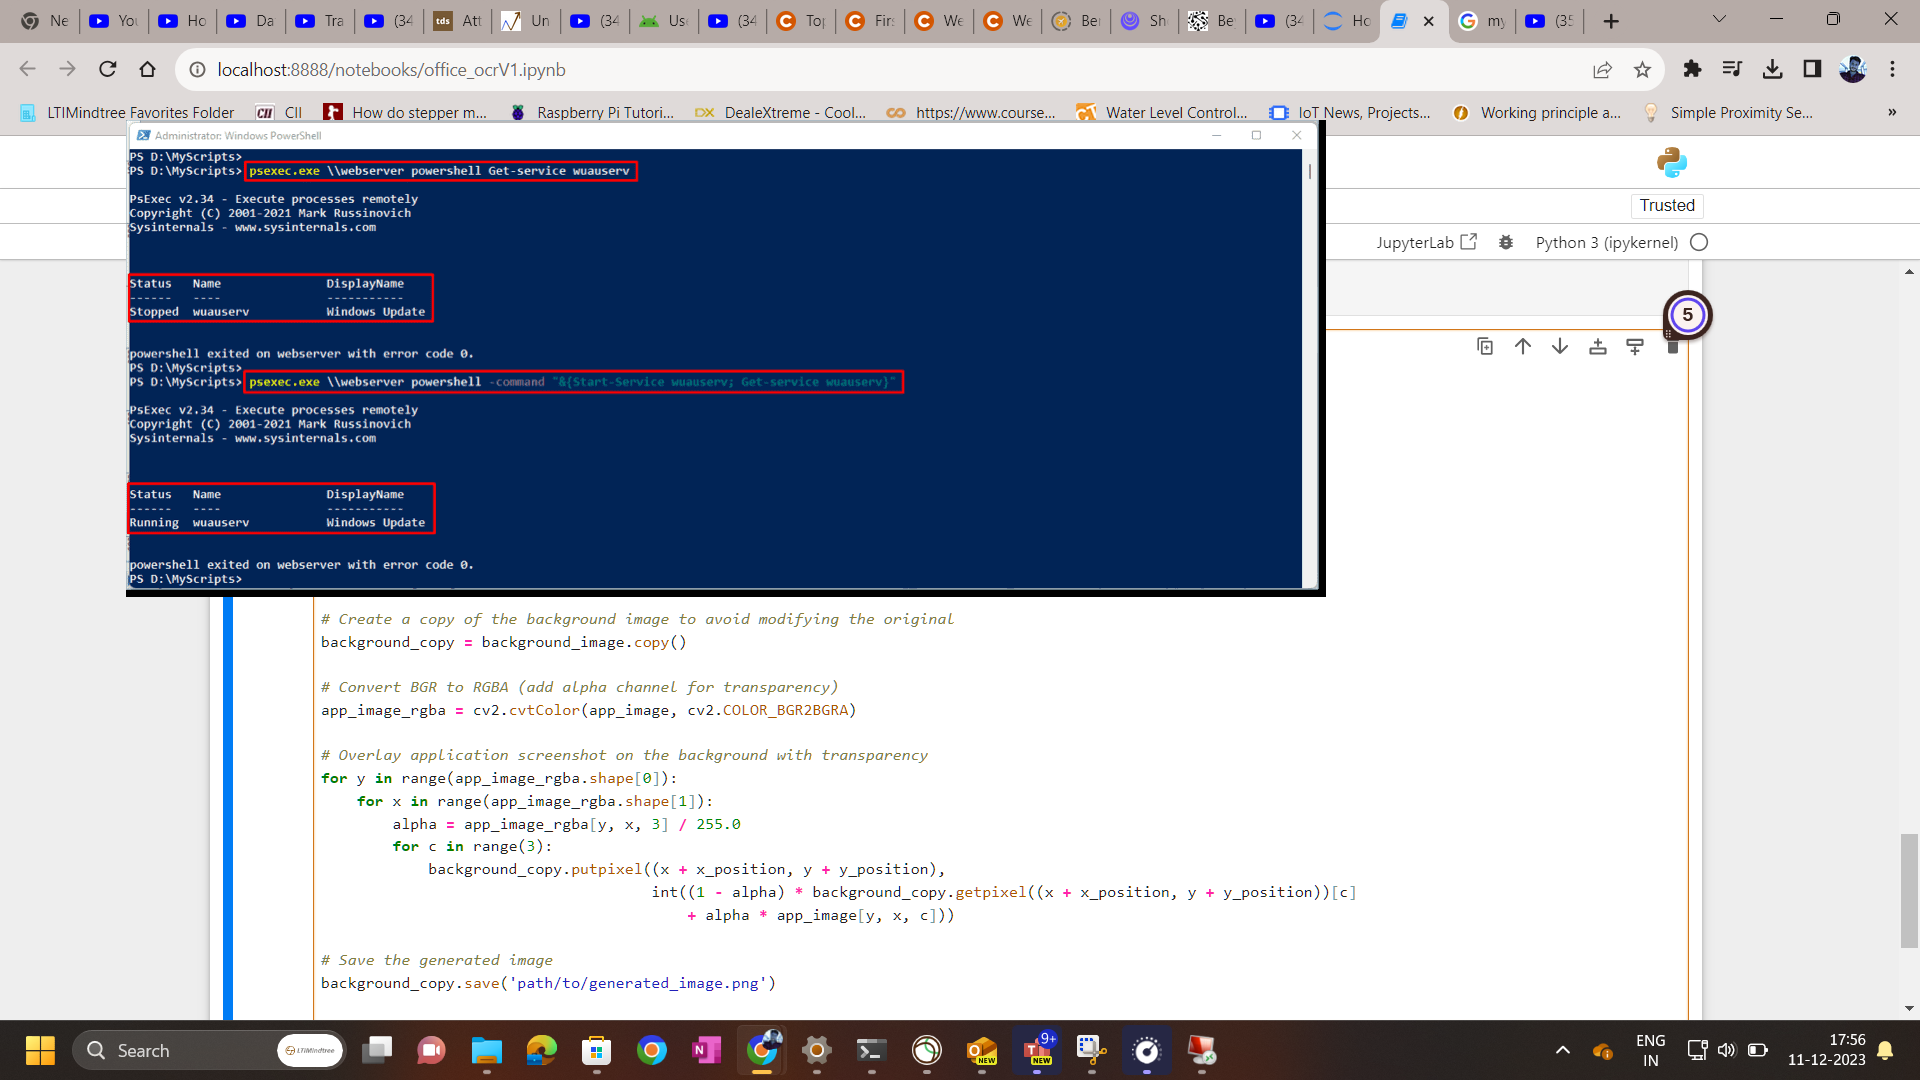 Ne You Ho Da Tra (34 tds Att Un (34 Use (34 Top Firs We We Ber Sh Be (34 Ho my (35
localhost:8888/notebooks/office_ocrV1.ipynb
LTIMindtree Favorites Folder CII How do stepper m... Raspberry Pi Tutori... DX DealeXtreme - Cool... https://www.course... Water Level Control... IoT News, Projects... Working principle a... Simple Proximity Se... »
Administrator: Windows PowerShell
PS D:\MyScripts>
PS D:\MyScripts> psexec.exe \\webserver powershell Get-service wuauserv
PsExec v2.34 - Execute processes remotely
Copyright (C) 2001-2021 Mark Russinovich
Sysinternals - www.sysinternals.com
Status Name DisplayName
------ ---- -----------
Stopped wuauserv Windows Update
powershell exited on webserver with error code 0.
PS D:\MyScripts>
PS D:\MyScripts> psexec.exe \\webserver powershell -command "&{Start-Service wuauserv; Get-service wuauserv}"
PsExec v2.34 - Execute processes remotely
Copyright (C) 2001-2021 Mark Russinovich
Sysinternals - www.sysinternals.com
Status Name DisplayName
------ ---- -----------
Running wuauserv Windows Update
powershell exited on webserver with error code 0.
PS D:\MyScripts>
Trusted
JupyterLab Python 3 (ipykernel)
5
# Create a copy of the background image to avoid modifying the original
background_copy = background_image.copy()
# Convert BGR to RGBA (add alpha channel for transparency)
app_image_rgba = cv2.cvtColor(app_image, cv2.COLOR_BGR2BGRA)
# Overlay application screenshot on the background with transparency
for y in range(app_image_rgba.shape[0]):
for x in range(app_image_rgba.shape[1]):
alpha = app_image_rgba[y, x, 3] / 255.0
for c in range(3):
background_copy.putpixel((x + x_position, y + y_position),
int((1 - alpha) * background_copy.getpixel((x + x_position, y + y_position))[c]
+ alpha * app_image[y, x, c]))
# Save the generated image
background_copy.save('path/to/generated_image.png')
Search LTIMindtree NEW 9+ NEW ENG 17:56
IN 11-12-2023